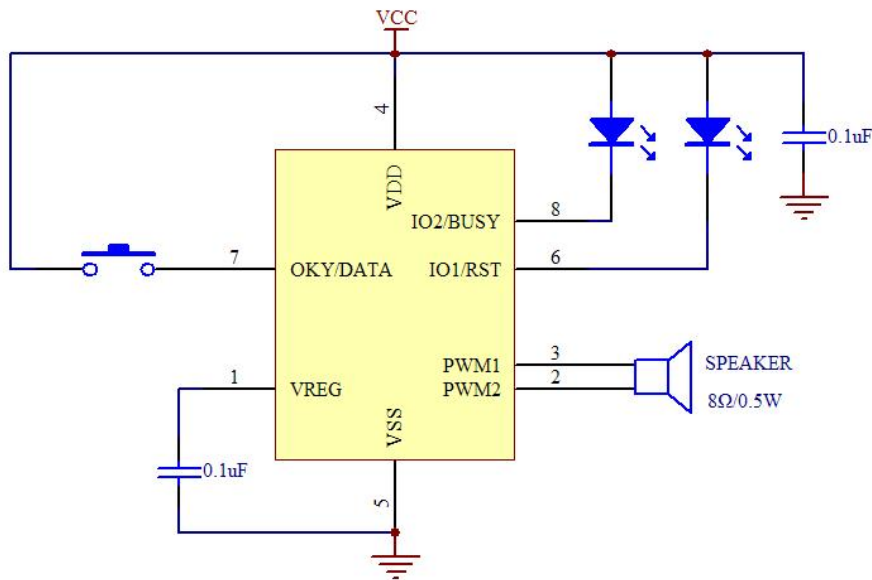 VCC
4
VDD
0.1uF
IO2/BUSY
8
7
OKY/DATA
IO1/RST
6
PWM1
3
SPEAKER
1
VREG
PWM2
2
8Ω/0.5W
VSS
0.1uF
5